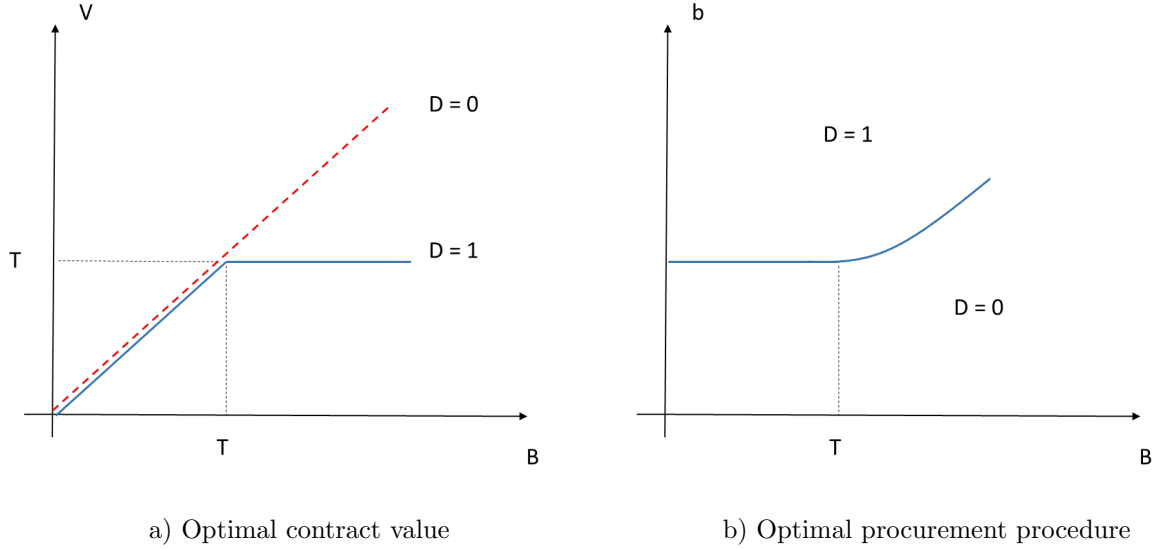 V
D = 0
D = 1
T
T
B
a) Optimal contract value
b
D = 1
D = 0
T
B
b) Optimal procurement procedure